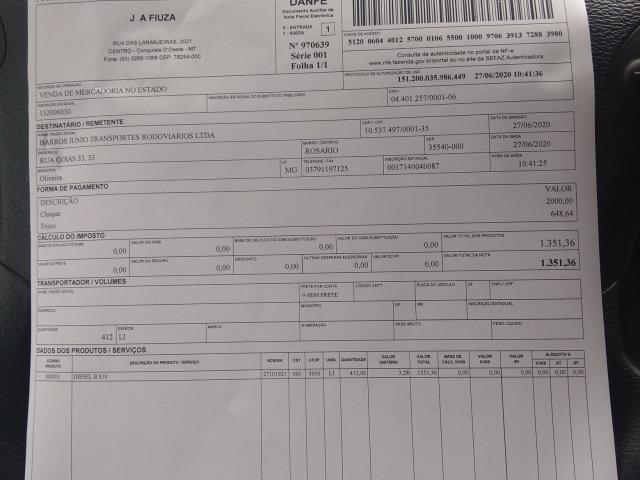 DANFE
Documento Auxiliar da
Nota Fiscal Eletrônica
J A FIUZA
0 - ENTRADA
1 - SAÍDA
1
RUA DAS LARANJEIRAS, 2021
CENTRO - Conquista D'Oeste - MT
Fone: (65) 3265-1068 CEP: 78254-000
Nº 970639
Série 001
Folha 1/1
CHAVE DE ACESSO
5120 0604 4012 5700 0106 5500 1000 9706 3913 7288 3980
Consulta de autenticidade no portal da NF-e
www.nfe.fazenda.gov.br/portal ou no site da SEFAZ Autorizadora
NATUREZA DA OPERAÇÃO
VENDA DE MERCADORIA NO ESTADO
PROTOCOLO DE AUTORIZAÇÃO DE USO
151.200.035.986.449 27/06/2020 10:41:36
INSCRIÇÃO ESTADUAL
132006030
INSCRIÇÃO ESTADUAL DO SUBSTITUTO TRIBUTÁRIO
CNPJ
04.401.257/0001-06
DESTINATÁRIO / REMETENTE
NOME / RAZÃO SOCIAL
BARROS JUNIO TRANSPORTES RODOVIARIOS LTDA
CNPJ / CPF
10.537.497/0001-35
DATA DA EMISSÃO
27/06/2020
ENDEREÇO
RUA GOIAS 33, 33
BAIRRO / DISTRITO
ROSARIO
CEP
35540-000
DATA DA SAÍDA
27/06/2020
MUNICÍPIO
Oliveira
UF
MG
TELEFONE / FAX
03791197125
INSCRIÇÃO ESTADUAL
0017140040087
HORA DA SAÍDA
10:41:25
FORMA DE PAGAMENTO
DESCRIÇÃO VALOR
Cheque 2000,00
Troco 648,64
CÁLCULO DO IMPOSTO
BASE DE CÁLCULO DO ICMS
0,00
VALOR DO ICMS
0,00
BASE DE CÁLCULO DO ICMS SUBSTITUIÇÃO
0,00
VALOR DO ICMS SUBSTITUIÇÃO
0,00
VALOR TOTAL DOS PRODUTOS
1.351,36
VALOR DO FRETE
0,00
VALOR DO SEGURO
0,00
DESCONTO
0,00
OUTRAS DESPESAS ACESSÓRIAS
0,00
VALOR DO IPI
0,00
VALOR TOTAL DA NOTA
1.351,36
TRANSPORTADOR / VOLUMES
NOME / RAZÃO SOCIAL
FRETE POR CONTA
9-SEM FRETE
CÓDIGO ANTT
PLACA DO VEÍCULO
UF
CNPJ / CPF
ENDEREÇO
MUNICÍPIO
UF
INSCRIÇÃO ESTADUAL
QUANTIDADE
412
ESPÉCIE
LI
MARCA
NUMERAÇÃO
PESO BRUTO
PESO LÍQUIDO
DADOS DOS PRODUTOS / SERVIÇOS
CÓDIGO PRODUTO DESCRIÇÃO DO PRODUTO / SERVIÇO NCM/SH CST CFOP UNID. QUANTIDADE VALOR UNITÁRIO VALOR TOTAL BASE DE CÁLC. ICMS VALOR ICMS VALOR IPI ALÍQUOTA % ICMS ST IPI
DIESEL B S10 27101921 060 5656 LI 412,00 3,28 1351,36 0,00 0,00 0,00 0,00 0,00 0,00